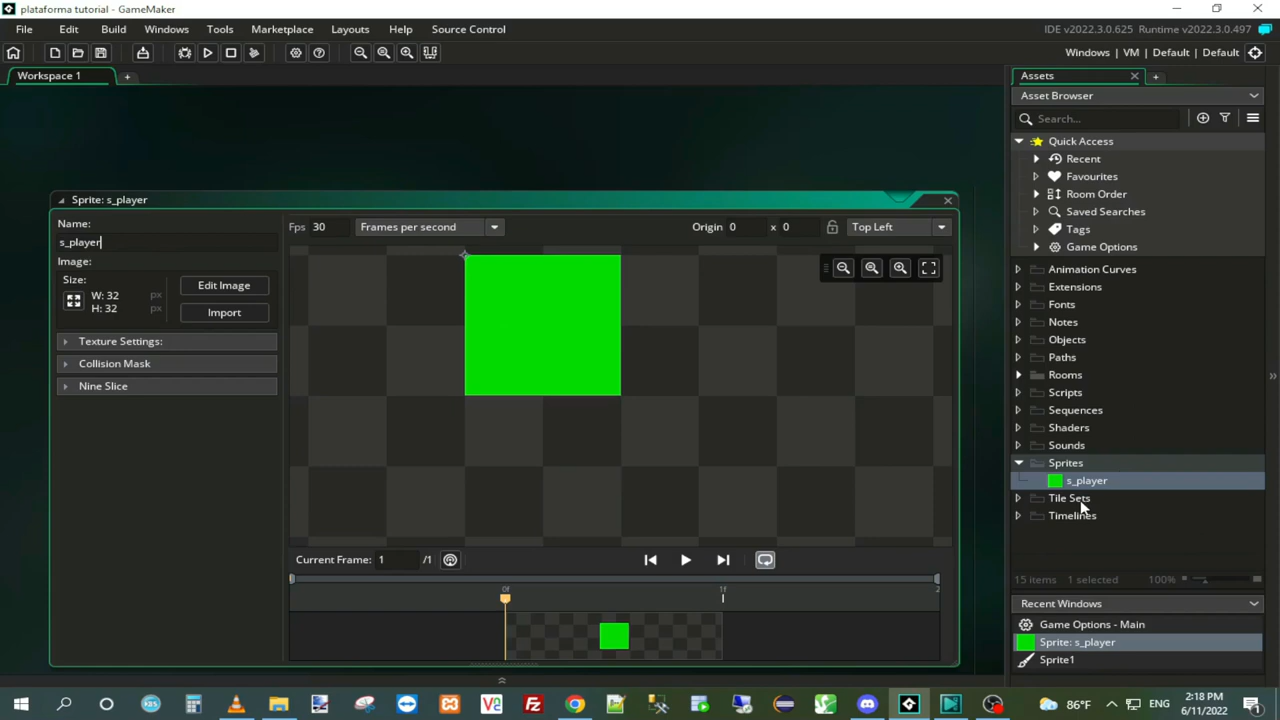 plataforma tutorial - GameMaker
File Edit Build Windows Tools Marketplace Layouts Help Source Control
IDE v2022.3.0.625 Runtime v2022.3.0.497
Windows | VM | Default | Default
Workspace 1
Assets
Asset Browser
Search...
Quick Access
Recent
Favourites
Room Order
Saved Searches
Tags
Game Options
Animation Curves
Extensions
Fonts
Notes
Objects
Paths
Rooms
Scripts
Sequences
Shaders
Sounds
Sprites
s_player
Tile Sets
Timelines
15 items 1 selected 100%
Recent Windows
Game Options - Main
Sprite: s_player
Sprite1
Sprite: s_player
Name:
s_player
Image:
Size:
W: 32 px
H: 32 px
Edit Image
Import
Texture Settings:
Collision Mask
Nine Slice
Fps 30 Frames per second
Origin 0 x 0 Top Left
Current Frame: 1 /1
0f 1f 2
86°F
ENG
2:18 PM
6/11/2022
1